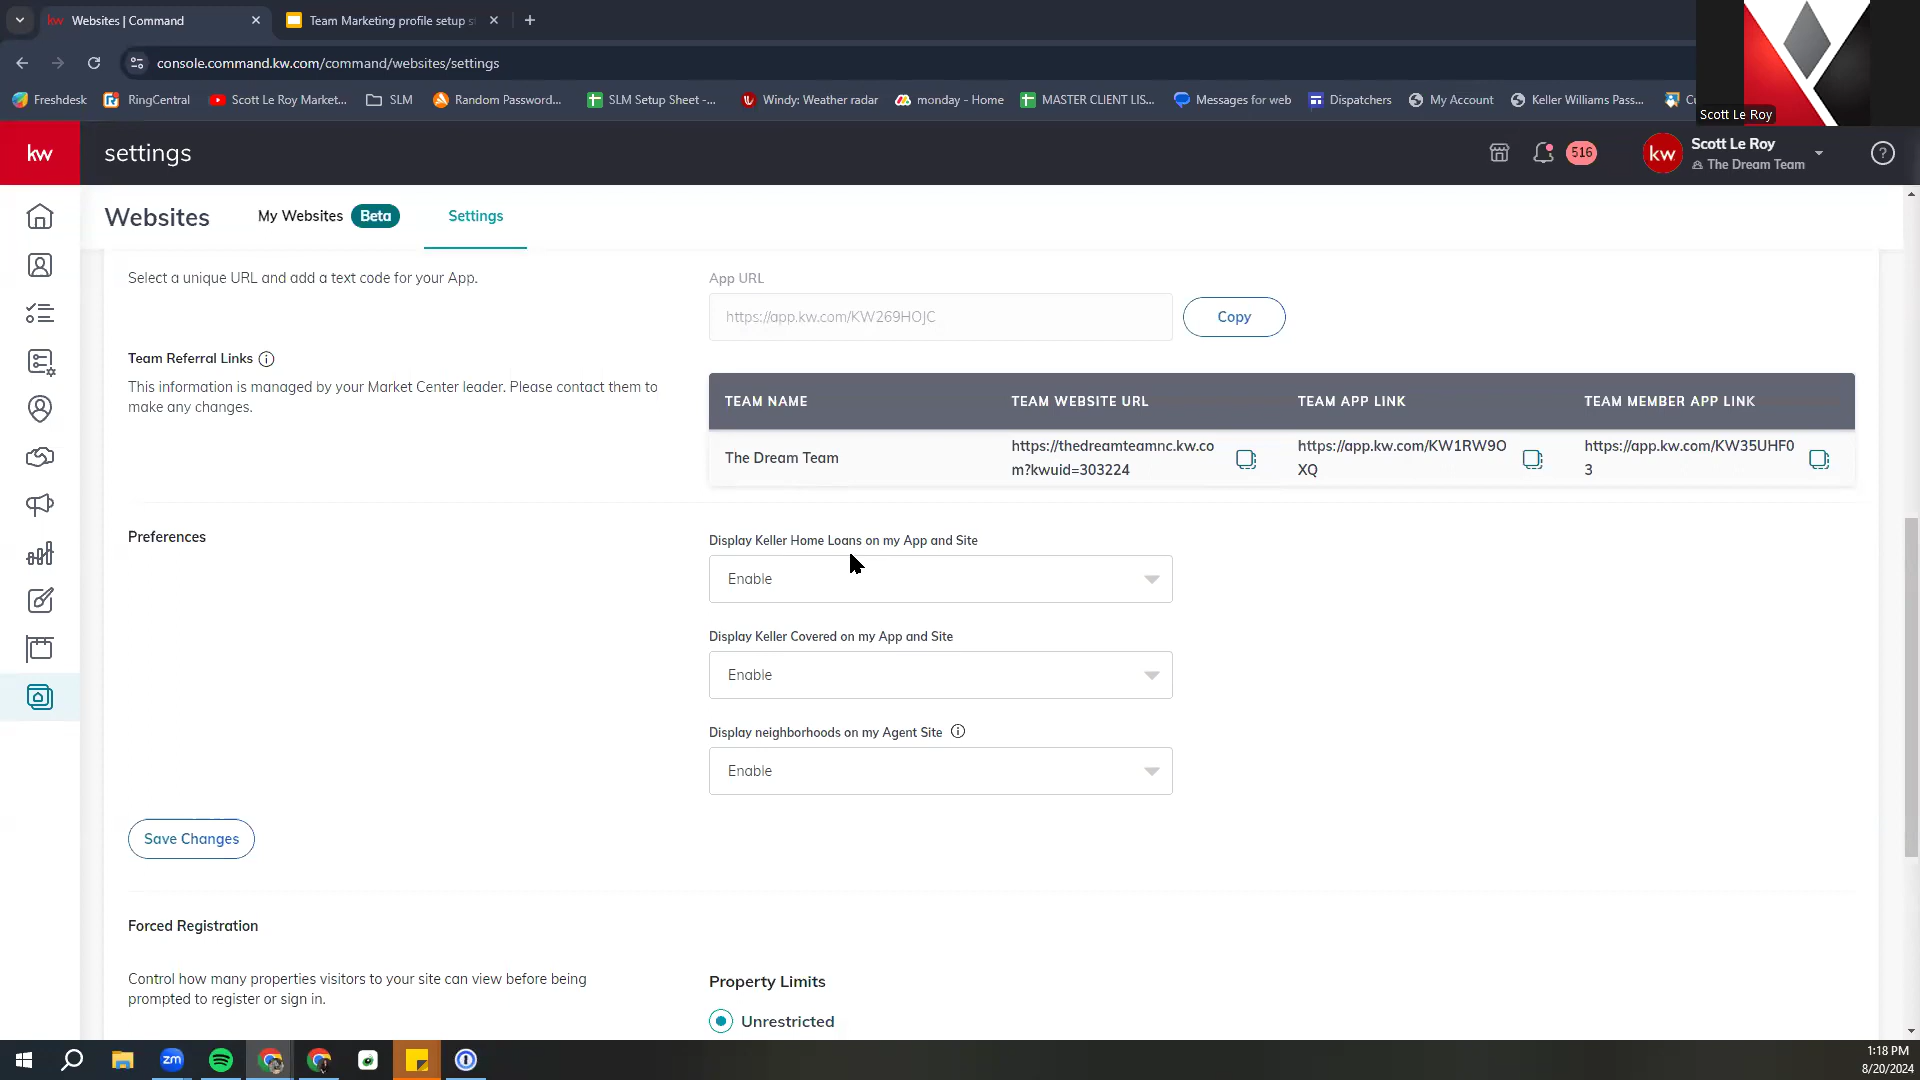 kw Websites | Command
Team Marketing profile setup s
console.command.kw.com/command/websites/settings
Freshdesk
RingCentral
Scott Le Roy Market...
SLM
Random Password...
SLM Setup Sheet -...
Windy: Weather radar
monday - Home
MASTER CLIENT LIS...
Messages for web
Dispatchers
My Account
Keller Williams Pass...
Scott Le Roy
kw
settings
516
kw
Scott Le Roy
The Dream Team
?
Websites
My Websites
Beta
Settings
Select a unique URL and add a text code for your App.
App URL
https://app.kw.com/KW269HOJC
Copy
Team Referral Links
This information is managed by your Market Center leader. Please contact them to
make any changes.
TEAM NAME
TEAM WEBSITE URL
TEAM APP LINK
TEAM MEMBER APP LINK
The Dream Team
https://thedreamteamnc.kw.co
m?kwuid=303224
https://app.kw.com/KW1RW9O
XQ
https://app.kw.com/KW35UHF0
3
Preferences
Display Keller Home Loans on my App and Site
Enable
Display Keller Covered on my App and Site
Enable
Display neighborhoods on my Agent Site
Enable
Save Changes
Forced Registration
Control how many properties visitors to your site can view before being
prompted to register or sign in.
Property Limits
Unrestricted
zm
1:18 PM
8/20/2024